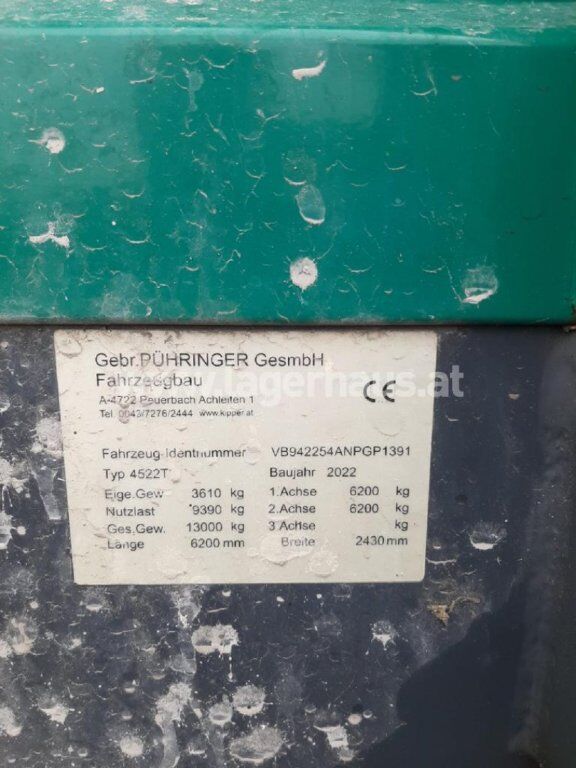 Gebr.PÜHRINGER GesmbH
Fahrzeugbau
A-4722 Peuerbach Achleiten 1
Tel. 0043/7276/2444 www.kipper.at
CE
www.lagerhaus.at
Fahrzeug-Identnummer VB942254ANPGP1391
Typ 4522T Baujahr 2022
Eige.Gew 3610 kg 1.Achse 6200 kg
Nutzlast 9390 kg 2.Achse 6200 kg
Ges.Gew. 13000 kg 3 Achse kg
Länge 6200 mm Breite 2430 mm